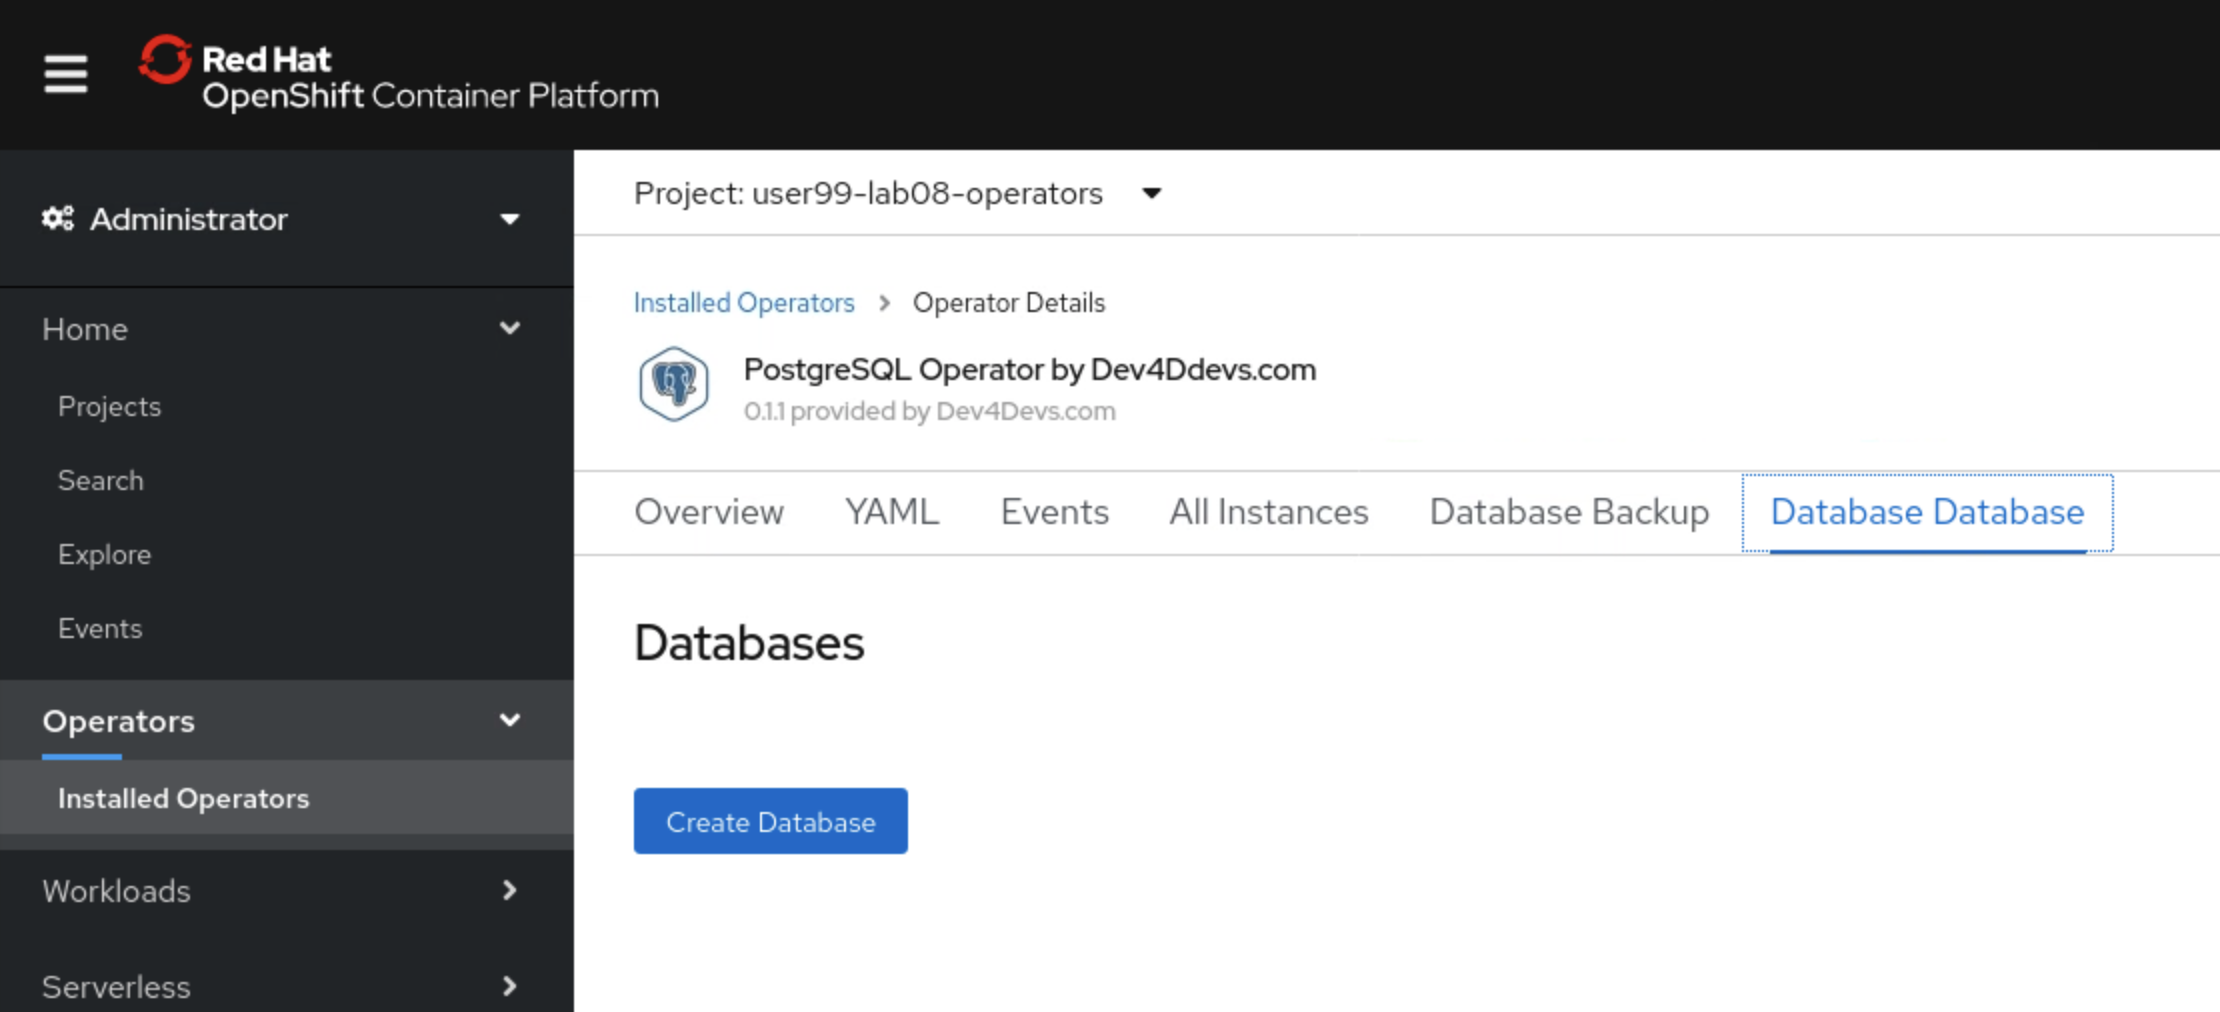 Red Hat
OpenShift Container Platform
Administrator
Home
Projects
Search
Explore
Events
Operators
Installed Operators
Workloads
Serverless
Project: user99-lab08-operators
Installed Operators > Operator Details
PostgreSQL Operator by Dev4Ddevs.com
0.1.1 provided by Dev4Devs.com
Overview YAML Events All Instances Database Backup Database Database
Databases
Create Database